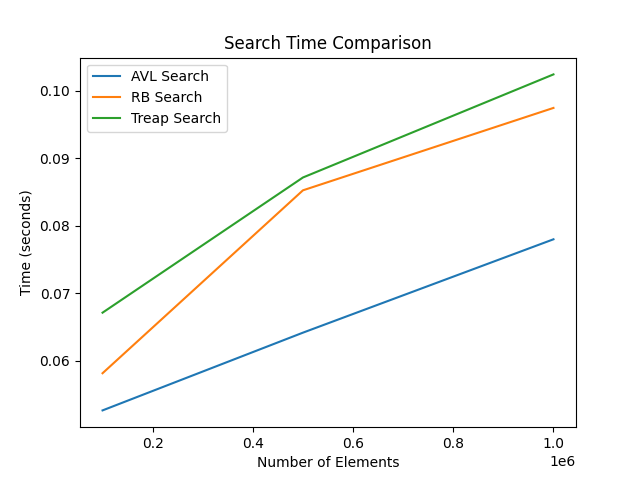 Search Time Comparison
AVL Search
RB Search
Treap Search
Time (seconds)
0.10
0.09
0.08
0.07
0.06
0.2 0.4 0.6 0.8 1.0
1e6
Number of Elements